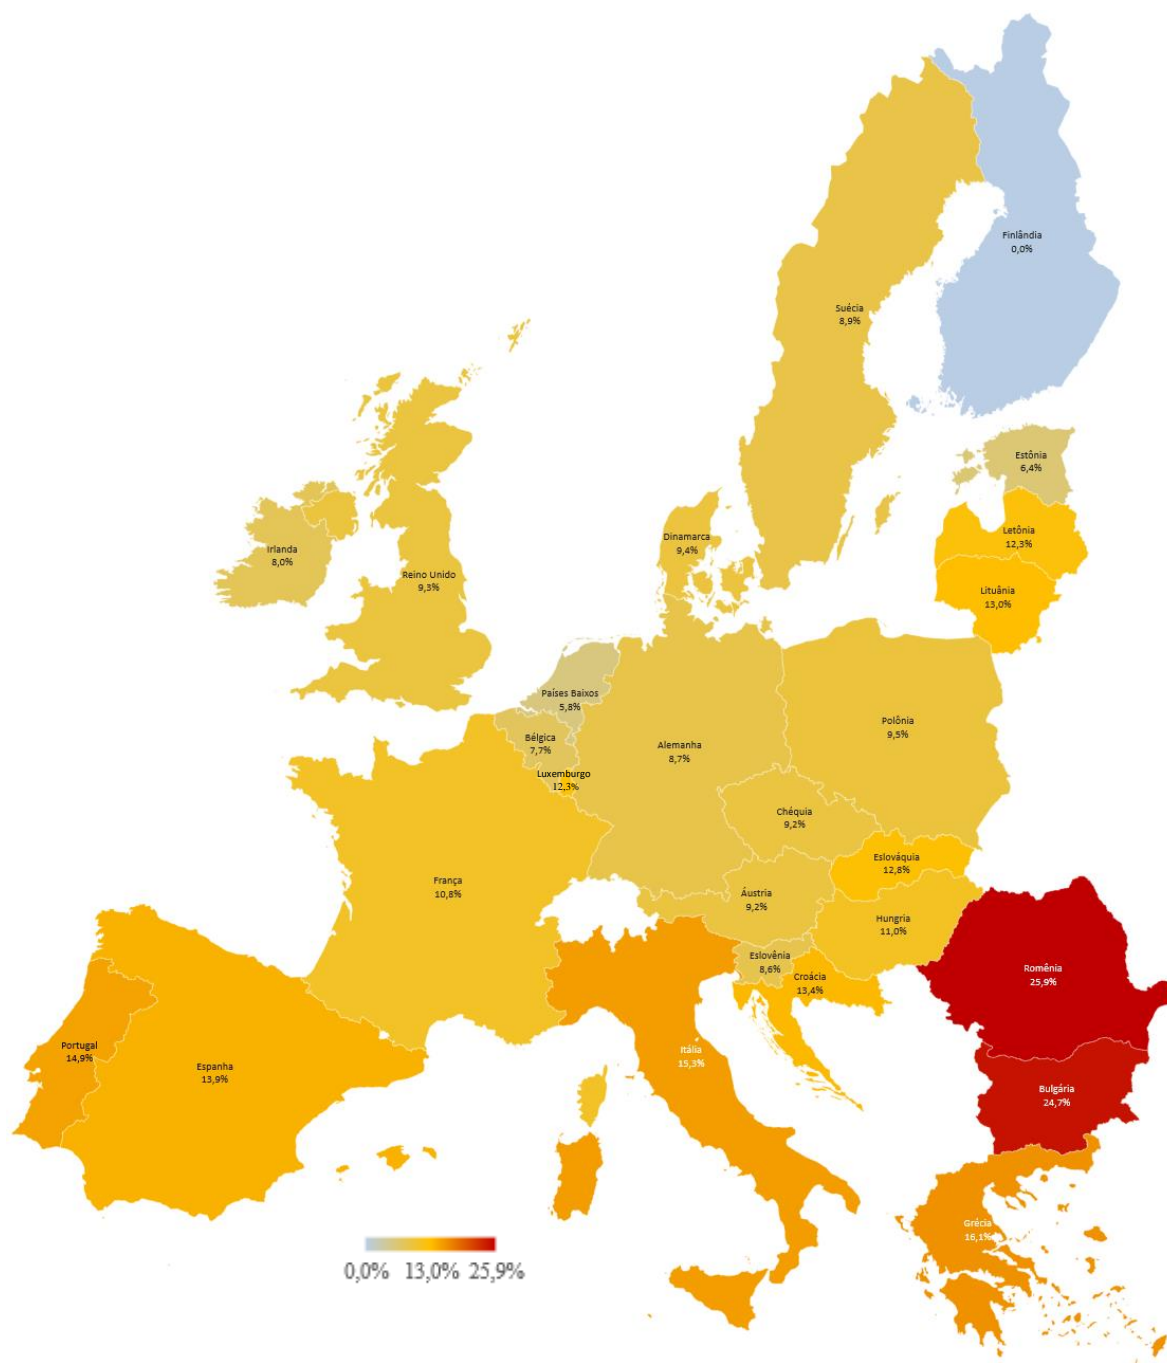 Finlândia
0,0%
Suécia
8,9%
Estônia
6,4%
Letônia
12,3%
Dinamarca
9,4%
Irlanda
8,0%
Reino Unido
9,3%
Lituânia
13,0%
Países Baixos
5,8%
Polônia
9,5%
Bélgica
7,7%
Alemanha
8,7%
Luxemburgo
12,3%
Chéquia
9,2%
Eslováquia
12,8%
França
10,8%
Áustria
9,2%
Hungria
11,0%
Eslovênia
8,6%
Croácia
13,4%
Romênia
25,9%
Portugal
14,9%
Itália
15,3%
Espanha
13,9%
Bulgária
24,7%
Grécia
16,1%
0,0% 13,0% 25,9%